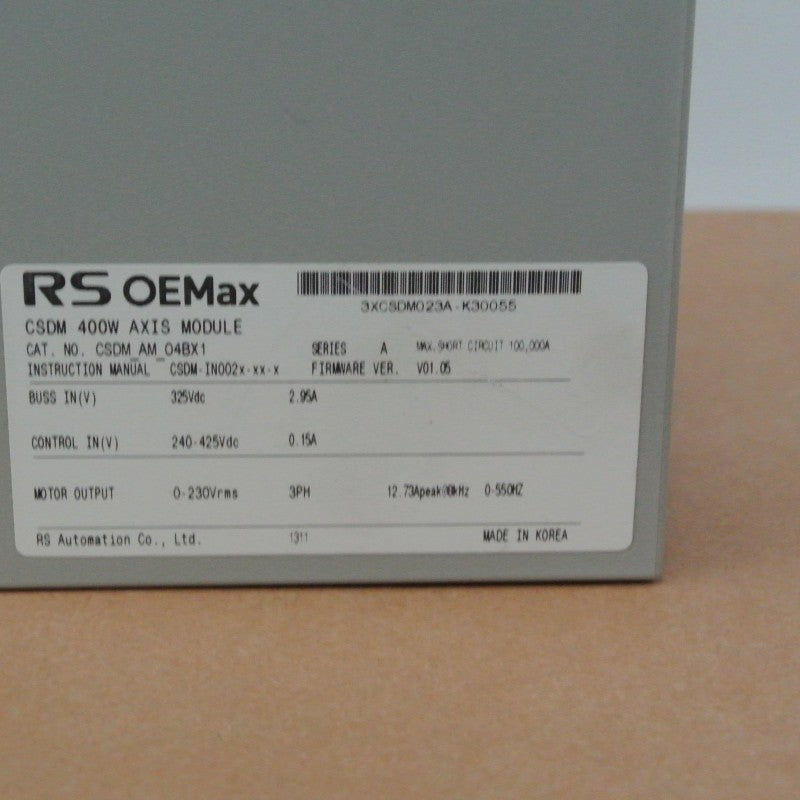 RS OEMax
3XCSDM023A-K30055
CSDM 400W AXIS MODULE
CAT. NO. CSDM_AM_04BX1 SERIES A MAX. SHORT CIRCUIT 100,000A
INSTRUCTION MANUAL CSDM-IN002x-xx-x FIRMWARE VER. V01.05
BUSS IN(V) 325Vdc 2.95A
CONTROL IN(V) 240-425Vdc 0.15A
MOTOR OUTPUT 0-230Vrms 3PH 0-550HZ
RS Automation Co., Ltd. 1311 MADE IN KOREA